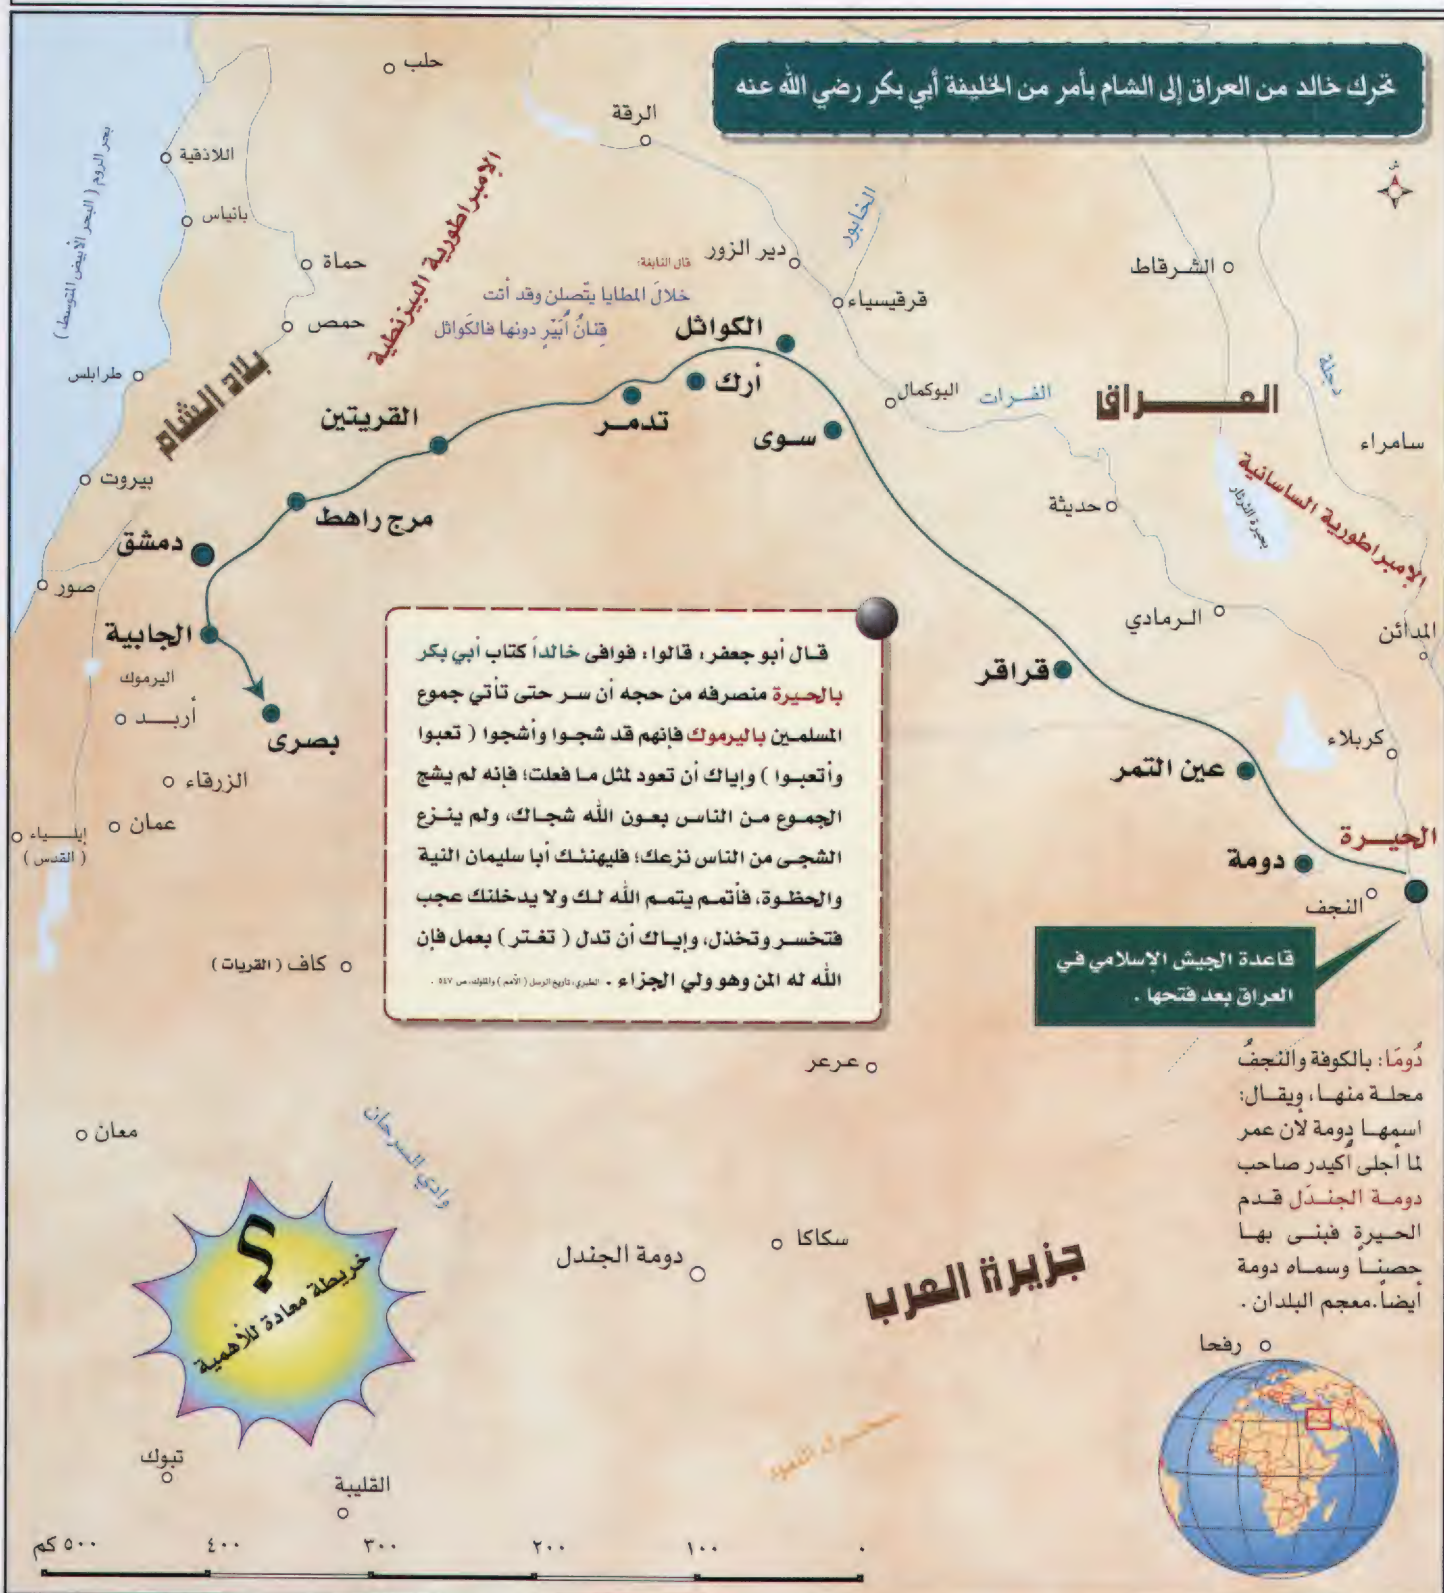 تحرك خالد من العراق إلى الشام بأمر من الخليفة أبي بكر رضي الله عنه
ش
حلب
الرقة
اللاذقية
بحر الروم (البحر الأبيض المتوسط)
بانياس
الإمبراطورية البيزنطية
الخابور
دير الزور
قال النابغة:
خلالَ المطايا يتّصلن وقد أتت
قِنانُ أُبَيْرٍ دونها فالكَواثل
حماة
حمص
قرقيسياء
الشرقاط
الكواثل
أرك
تدمر
سوى
البوكمال
الفرات
العراق
دجلة
سامراء
طرابلس
بلاد الشام
القريتين
بيروت
مرج راهط
دمشق
حديثة
بحيرة الثرثار
الإمبراطورية الساسانية
صور
الجابية
الرمادي
المدائن
اليرموك
أربد
بصرى
قراقر
كربلاء
عين التمر
الزرقاء
عمان
إيلياء
(القدس)
الحيرة
دومة
النجف
قال أبو جعفر: قالوا: فوافى خالداً كتاب أبي بكر
بالحيرة منصرفه من حجه أن سر حتى تأتي جموع
المسلمين باليرموك فإنهم قد شجوا وأشجوا (تعبوا
وأتعبوا) وإياك أن تعود لمثل ما فعلت؛ فإنه لم يشج
الجموع من الناس بعون الله شجاك، ولم ينزع
الشجى من الناس نزعك؛ فليهنئك أبا سليمان النية
والحظوة، فأتمم يتمم الله لك ولا يدخلنك عجب
فتخسر وتخذل، وإياك أن تدل (تغتر) بعمل فإن
الله له المن وهو ولي الجزاء . الطبري، تاريخ الرسل (الأمم) والملوك، ص ٥٤٧ .
قاعدة الجيش الإسلامي في
العراق بعد فتحها .
كاف (القريات)
عرعر
دُومَا: بالكوفة والنجفُ
محلة منها، ويقال:
اسمها دومة لأن عمر
لما أجلى أكيدر صاحب
دومة الجندَل قدم
الحيرة فبنى بها
حصناً وسماه دومة
أيضاً.معجم البلدان .
معان
وادي السرحان
؟
خريطة معادة للأهمية
دومة الجندل
سكاكا
جزيرة العرب
رفحا
تبوك
القليبة
٥٠٠ كم
٤٠٠
٣٠٠
٢٠٠
١٠٠
٠